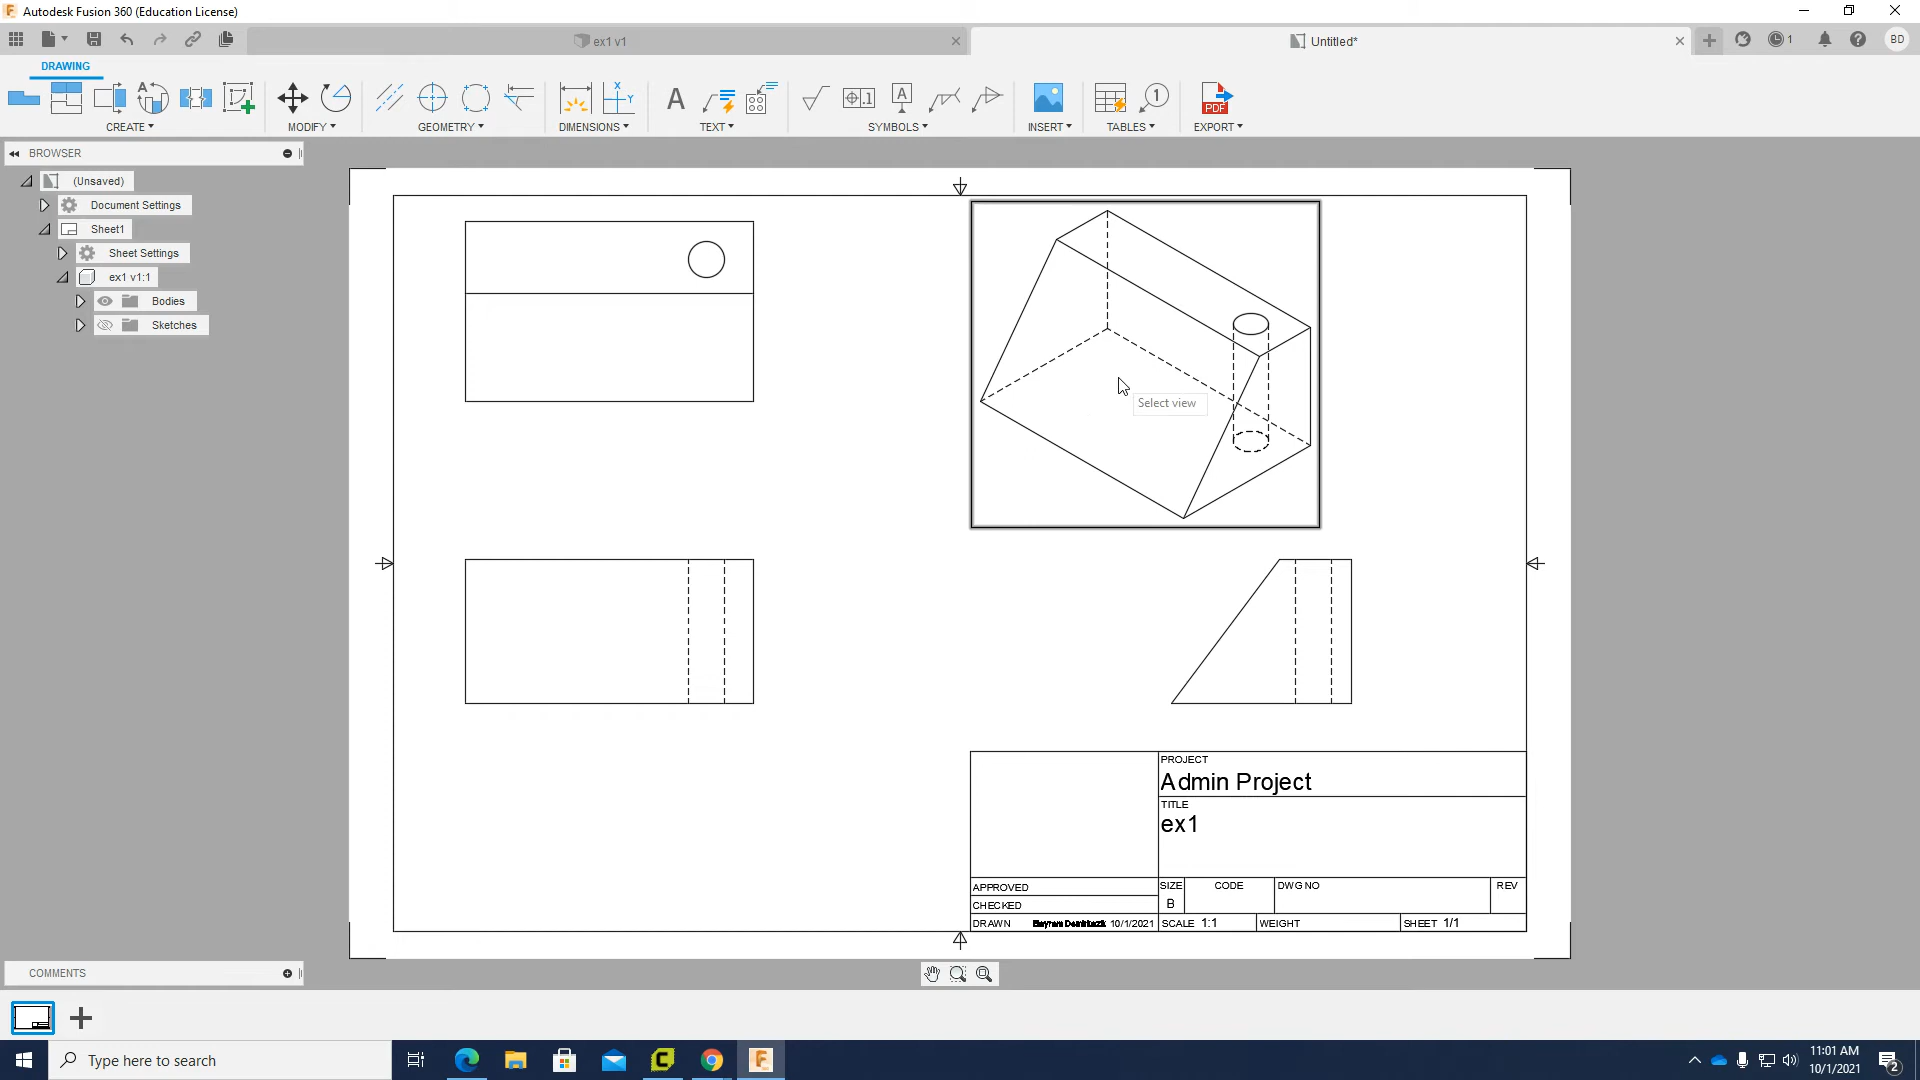 Autodesk Fusion 360 (Education License)
ex1 v1
Untitled*
1
BD
DRAWING
CREATE
MODIFY
GEOMETRY
DIMENSIONS
TEXT
SYMBOLS
INSERT
TABLES
EXPORT
BROWSER
(Unsaved)
Document Settings
Sheet1
Sheet Settings
ex1 v1:1
Bodies
Sketches
Select view
PROJECT
Admin Project
TITLE
ex1
APPROVED
CHECKED
DRAWN 10/1/2021
SIZE
B
CODE
DWG NO
REV
SCALE 1:1
WEIGHT
SHEET 1/1
COMMENTS
Type here to search
11:01 AM
10/1/2021
2